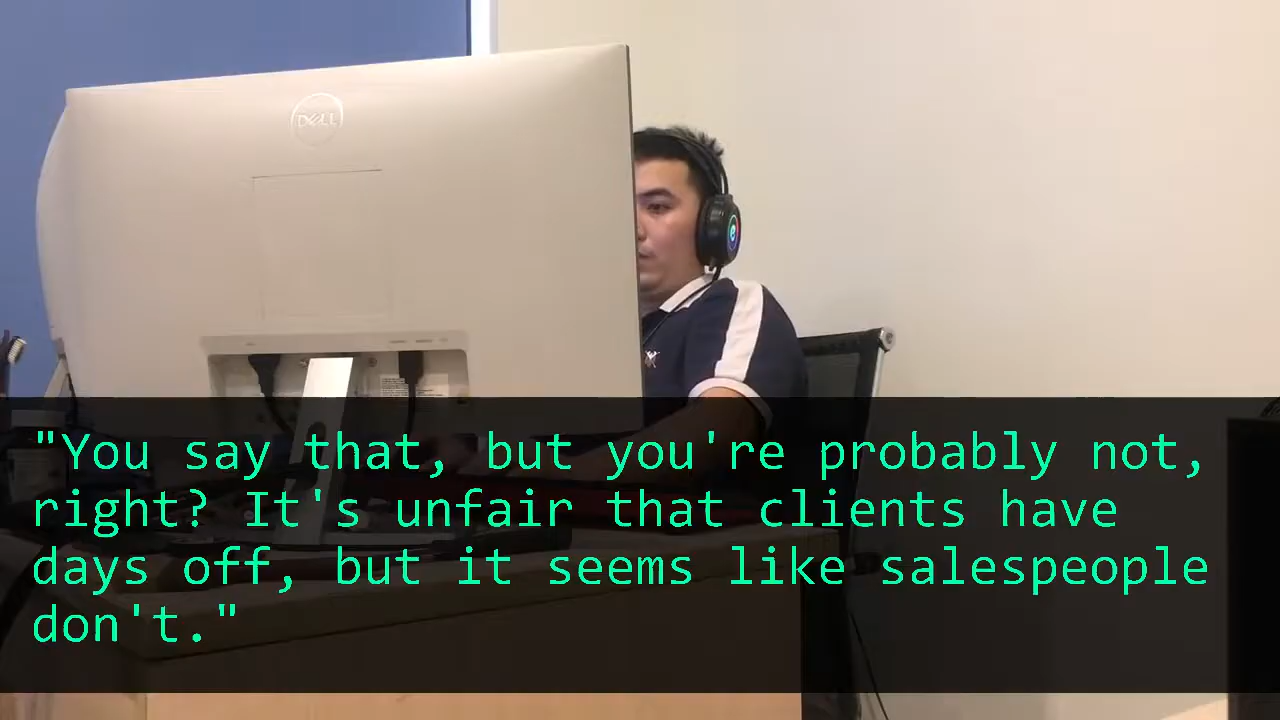 DELL
"You say that, but you're probably not,
right? It's unfair that clients have
days off, but it seems like salespeople
don't."